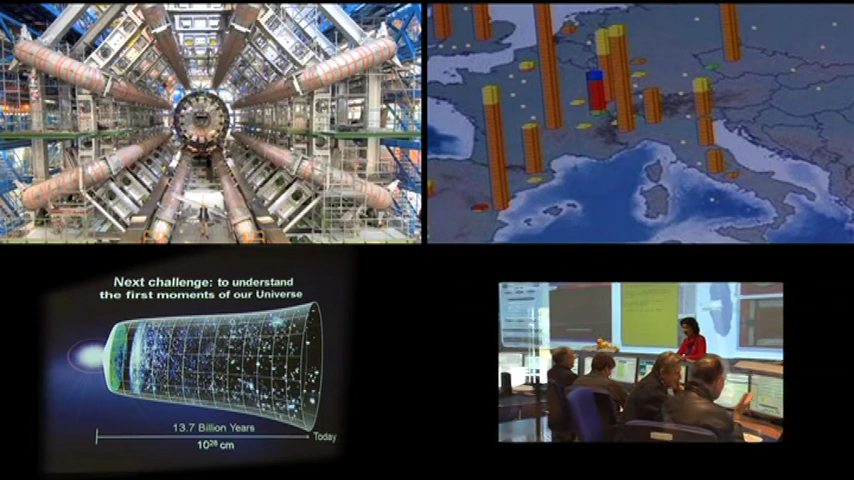 Next challenge: to understand
the first moments of our Universe
13.7 Billion Years
Today
10²⁸ cm